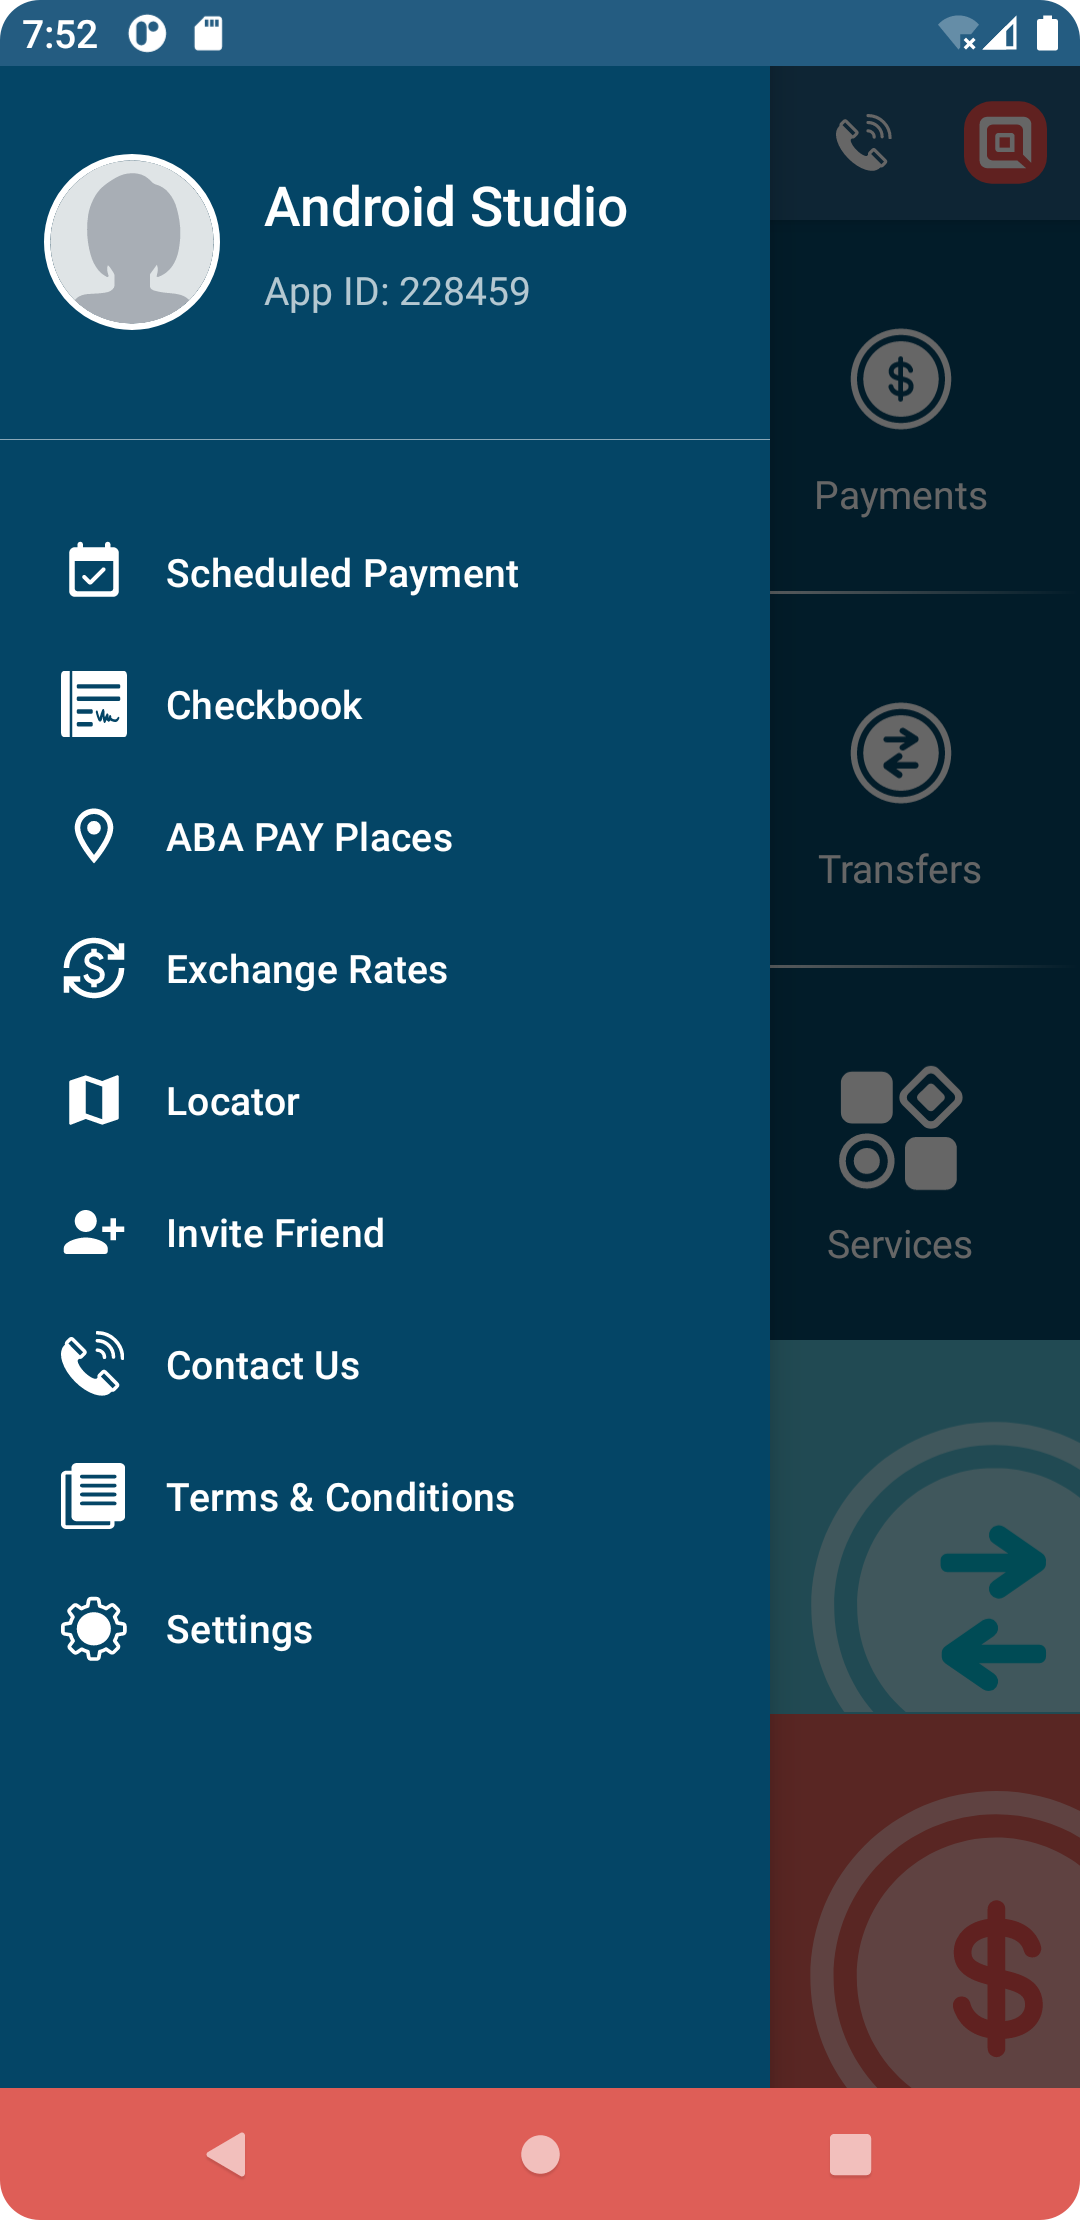 7:52
Android Studio
App ID: 228459
Scheduled Payment
Checkbook
ABA PAY Places
Exchange Rates
Locator
Invite Friend
Contact Us
Terms & Conditions
Settings
Payments
Transfers
Services